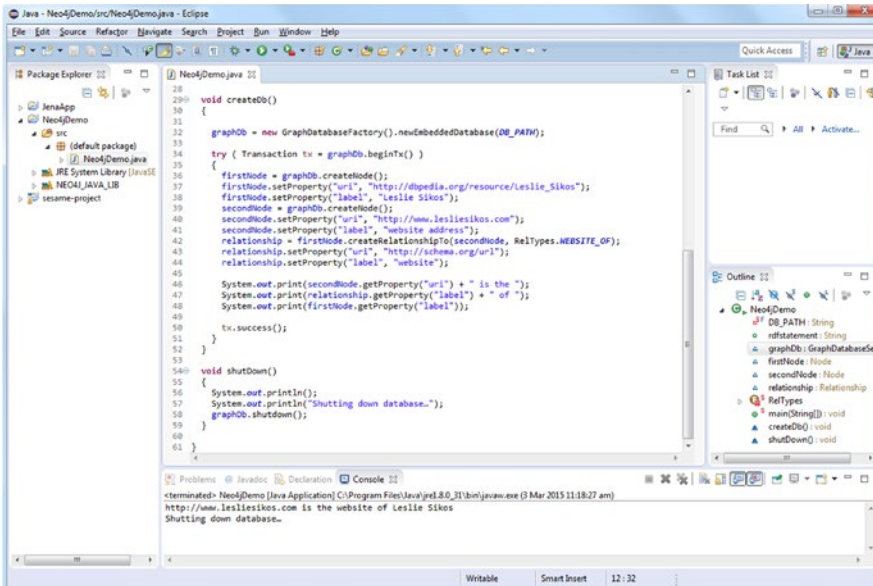 Java - Neo4jDemo/src/Neo4jDemo.java - Eclipse
File Edit Source Refactor Navigate Search Project Run Window Help
Quick Access
Java
Package Explorer
JenaApp
Neo4jDemo
src
(default package)
Neo4jDemo.java
JRE System Library [JavaSE
NEO4J_JAVA_LIB
sesame-project
Neo4jDemo.java
28
29 void createDb()
30 {
31
32 graphDb = new GraphDatabaseFactory().newEmbeddedDatabase(DB_PATH);
33
34 try ( Transaction tx = graphDb.beginTx() )
35 {
36 firstNode = graphDb.createNode();
37 firstNode.setProperty("uri", "http://dbpedia.org/resource/Leslie_Sikos");
38 firstNode.setProperty("label", "Leslie Sikos");
39 secondNode = graphDb.createNode();
40 secondNode.setProperty("uri", "http://www.lesliesikos.com");
41 secondNode.setProperty("label", "website address");
42 relationship = firstNode.createRelationshipTo(secondNode, RelTypes.WEBSITE_OF);
43 relationship.setProperty("uri", "http://schema.org/url");
44 relationship.setProperty("label", "website");
45
46 System.out.print(secondNode.getProperty("uri") + " is the ");
47 System.out.print(relationship.getProperty("label") + " of ");
48 System.out.print(firstNode.getProperty("label"));
49
50 tx.success();
51 }
52 }
53
54 void shutDown()
55 {
56 System.out.println();
57 System.out.println("Shutting down database…");
58 graphDb.shutdown();
59 }
60
61 }
Task List
Find All Activate...
Outline
Neo4jDemo
DB_PATH : String
rdfstatement : String
graphDb : GraphDatabaseSe
firstNode : Node
secondNode : Node
relationship : Relationship
RelTypes
main(String[]) : void
createDb() : void
shutDown() : void
Problems Javadoc Declaration Console
<terminated> Neo4jDemo [Java Application] C:\Program Files\Java\jre1.8.0_31\bin\javaw.exe (3 Mar 2015 11:18:27 am)
http://www.lesliesikos.com is the website of Leslie Sikos
Shutting down database…
Writable Smart Insert 12 : 32